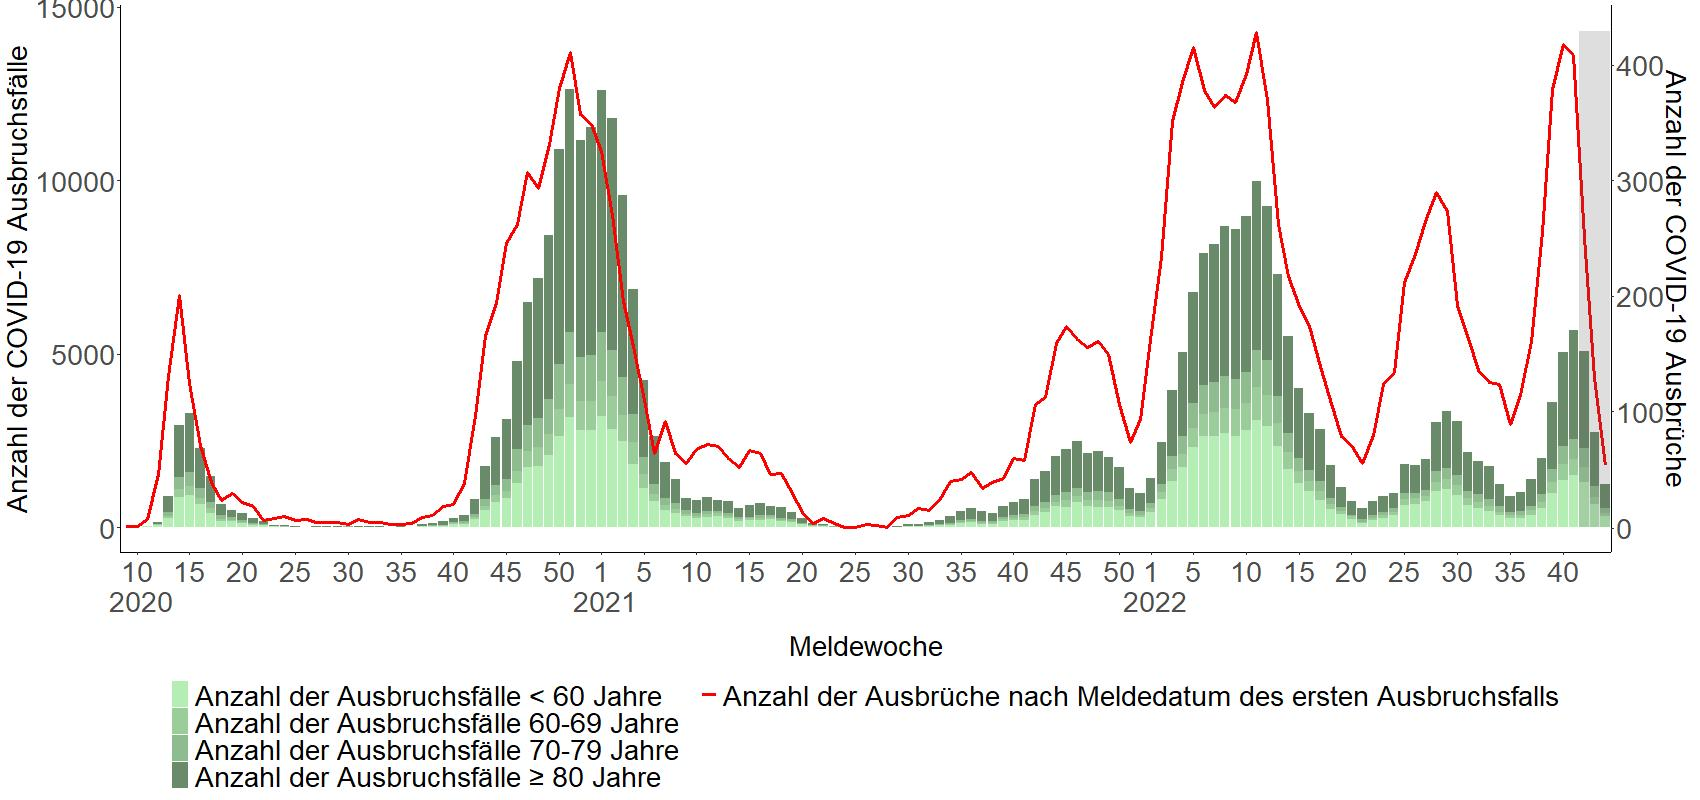 Anzahl der COVID-19 Ausbruchsfälle
15000
10000
5000
0
400
300
200
100
0
Anzahl der COVID-19 Ausbrüche
10 15 20 25 30 35 40 45 50 1 5 10 15 20 25 30 35 40 45 50 1 5 10 15 20 25 30 35 40
2020 2021 2022
Meldewoche
Anzahl der Ausbruchsfälle < 60 Jahre
Anzahl der Ausbruchsfälle 60-69 Jahre
Anzahl der Ausbruchsfälle 70-79 Jahre
Anzahl der Ausbruchsfälle ≥ 80 Jahre
Anzahl der Ausbrüche nach Meldedatum des ersten Ausbruchsfalls